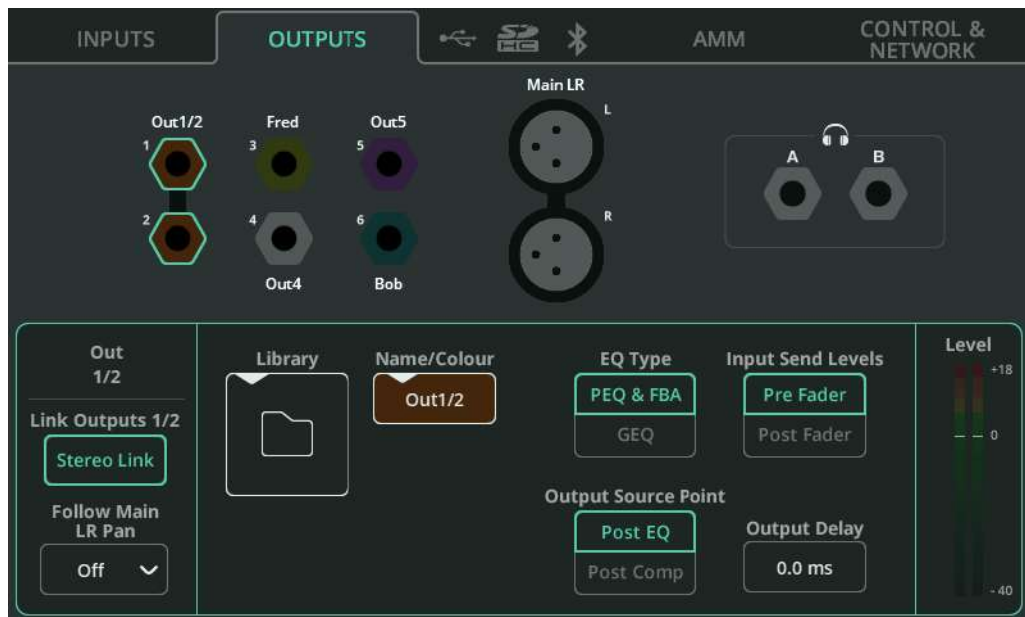 INPUTS
OUTPUTS
SD
HC
AMM
CONTROL &
NETWORK
Main LR
Out1/2
Fred
Out5
L
1
3
5
A
B
2
4
6
R
Out4
Bob
Out
1/2
Link Outputs 1/2
Stereo Link
Follow Main
LR Pan
Off
Library
Name/Colour
Out1/2
EQ Type
PEQ & FBA
GEQ
Input Send Levels
Pre Fader
Post Fader
Output Source Point
Post EQ
Post Comp
Output Delay
0.0 ms
Level
+18
0
- 40